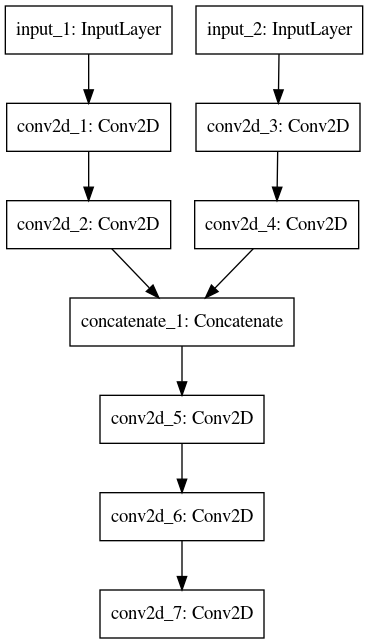 input_1: InputLayer
input_2: InputLayer
conv2d_1: Conv2D
conv2d_3: Conv2D
conv2d_2: Conv2D
conv2d_4: Conv2D
concatenate_1: Concatenate
conv2d_5: Conv2D
conv2d_6: Conv2D
conv2d_7: Conv2D